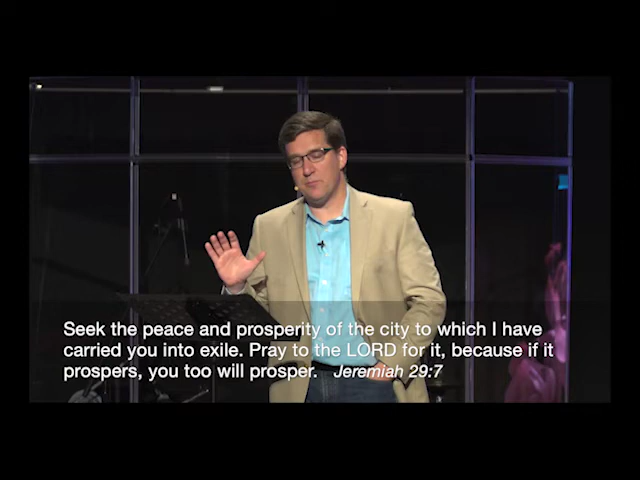 Seek the peace and prosperity of the city to which I have
carried you into exile. Pray to the LORD for it, because if it
prospers, you too will prosper. Jeremiah 29:7